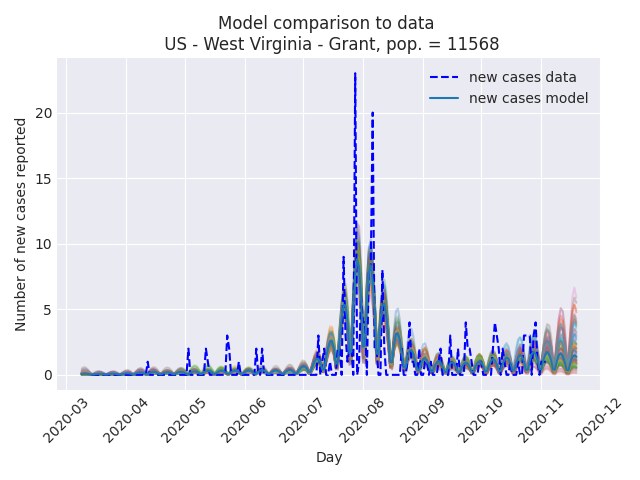 Model comparison to data
US - West Virginia - Grant, pop. = 11568
new cases data
new cases model
Number of new cases reported
20
15
10
5
0
2020-03
2020-04
2020-05
2020-06
2020-07
2020-08
2020-09
2020-10
2020-11
2020-12
Day